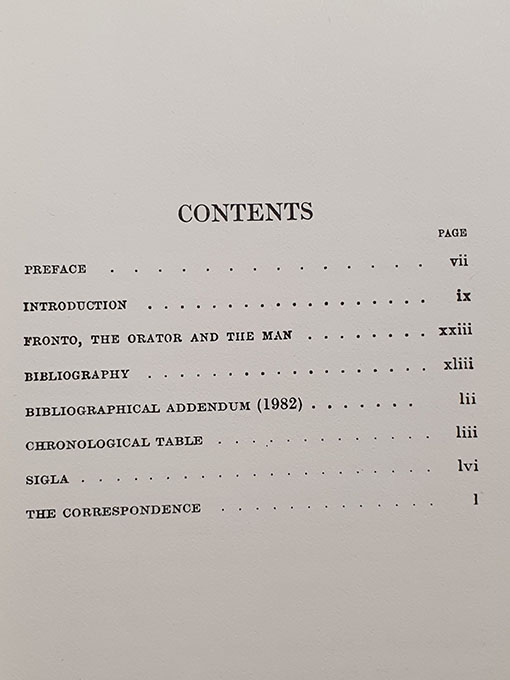 CONTENTS
PAGE
PREFACE . . . . . . . . . . . . . . vii
INTRODUCTION . . . . . . . . . . . . . . . . ix
FRONTO, THE ORATOR AND THE MAN . . . . . . . . xxiii
BIBLIOGRAPHY . . . . . . . . . . . . . . . . xliii
BIBLIOGRAPHICAL ADDENDUM (1982) . . . . . . . lii
CHRONOLOGICAL TABLE . . . . . . . . . . . . liii
SIGLA . . . . . . . . . . . . . . . . . . lvi
THE CORRESPONDENCE . . . . . . . . . . . . 1